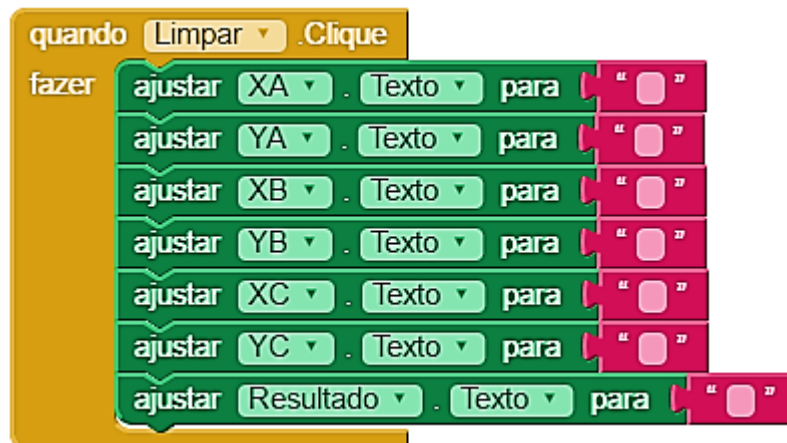 quando Limpar .Clique
fazer ajustar XA . Texto para " "
ajustar YA . Texto para " "
ajustar XB . Texto para " "
ajustar YB . Texto para " "
ajustar XC . Texto para " "
ajustar YC . Texto para " "
ajustar Resultado . Texto para " "